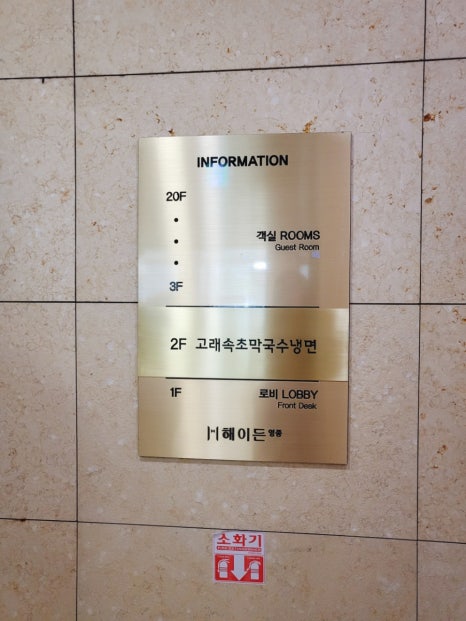 INFORMATION
20F
객실 ROOMS
Guest Room
3F
2F 고래속초막국수냉면
1F
로비 LOBBY
Front Desk
헤이든 영종
소화기